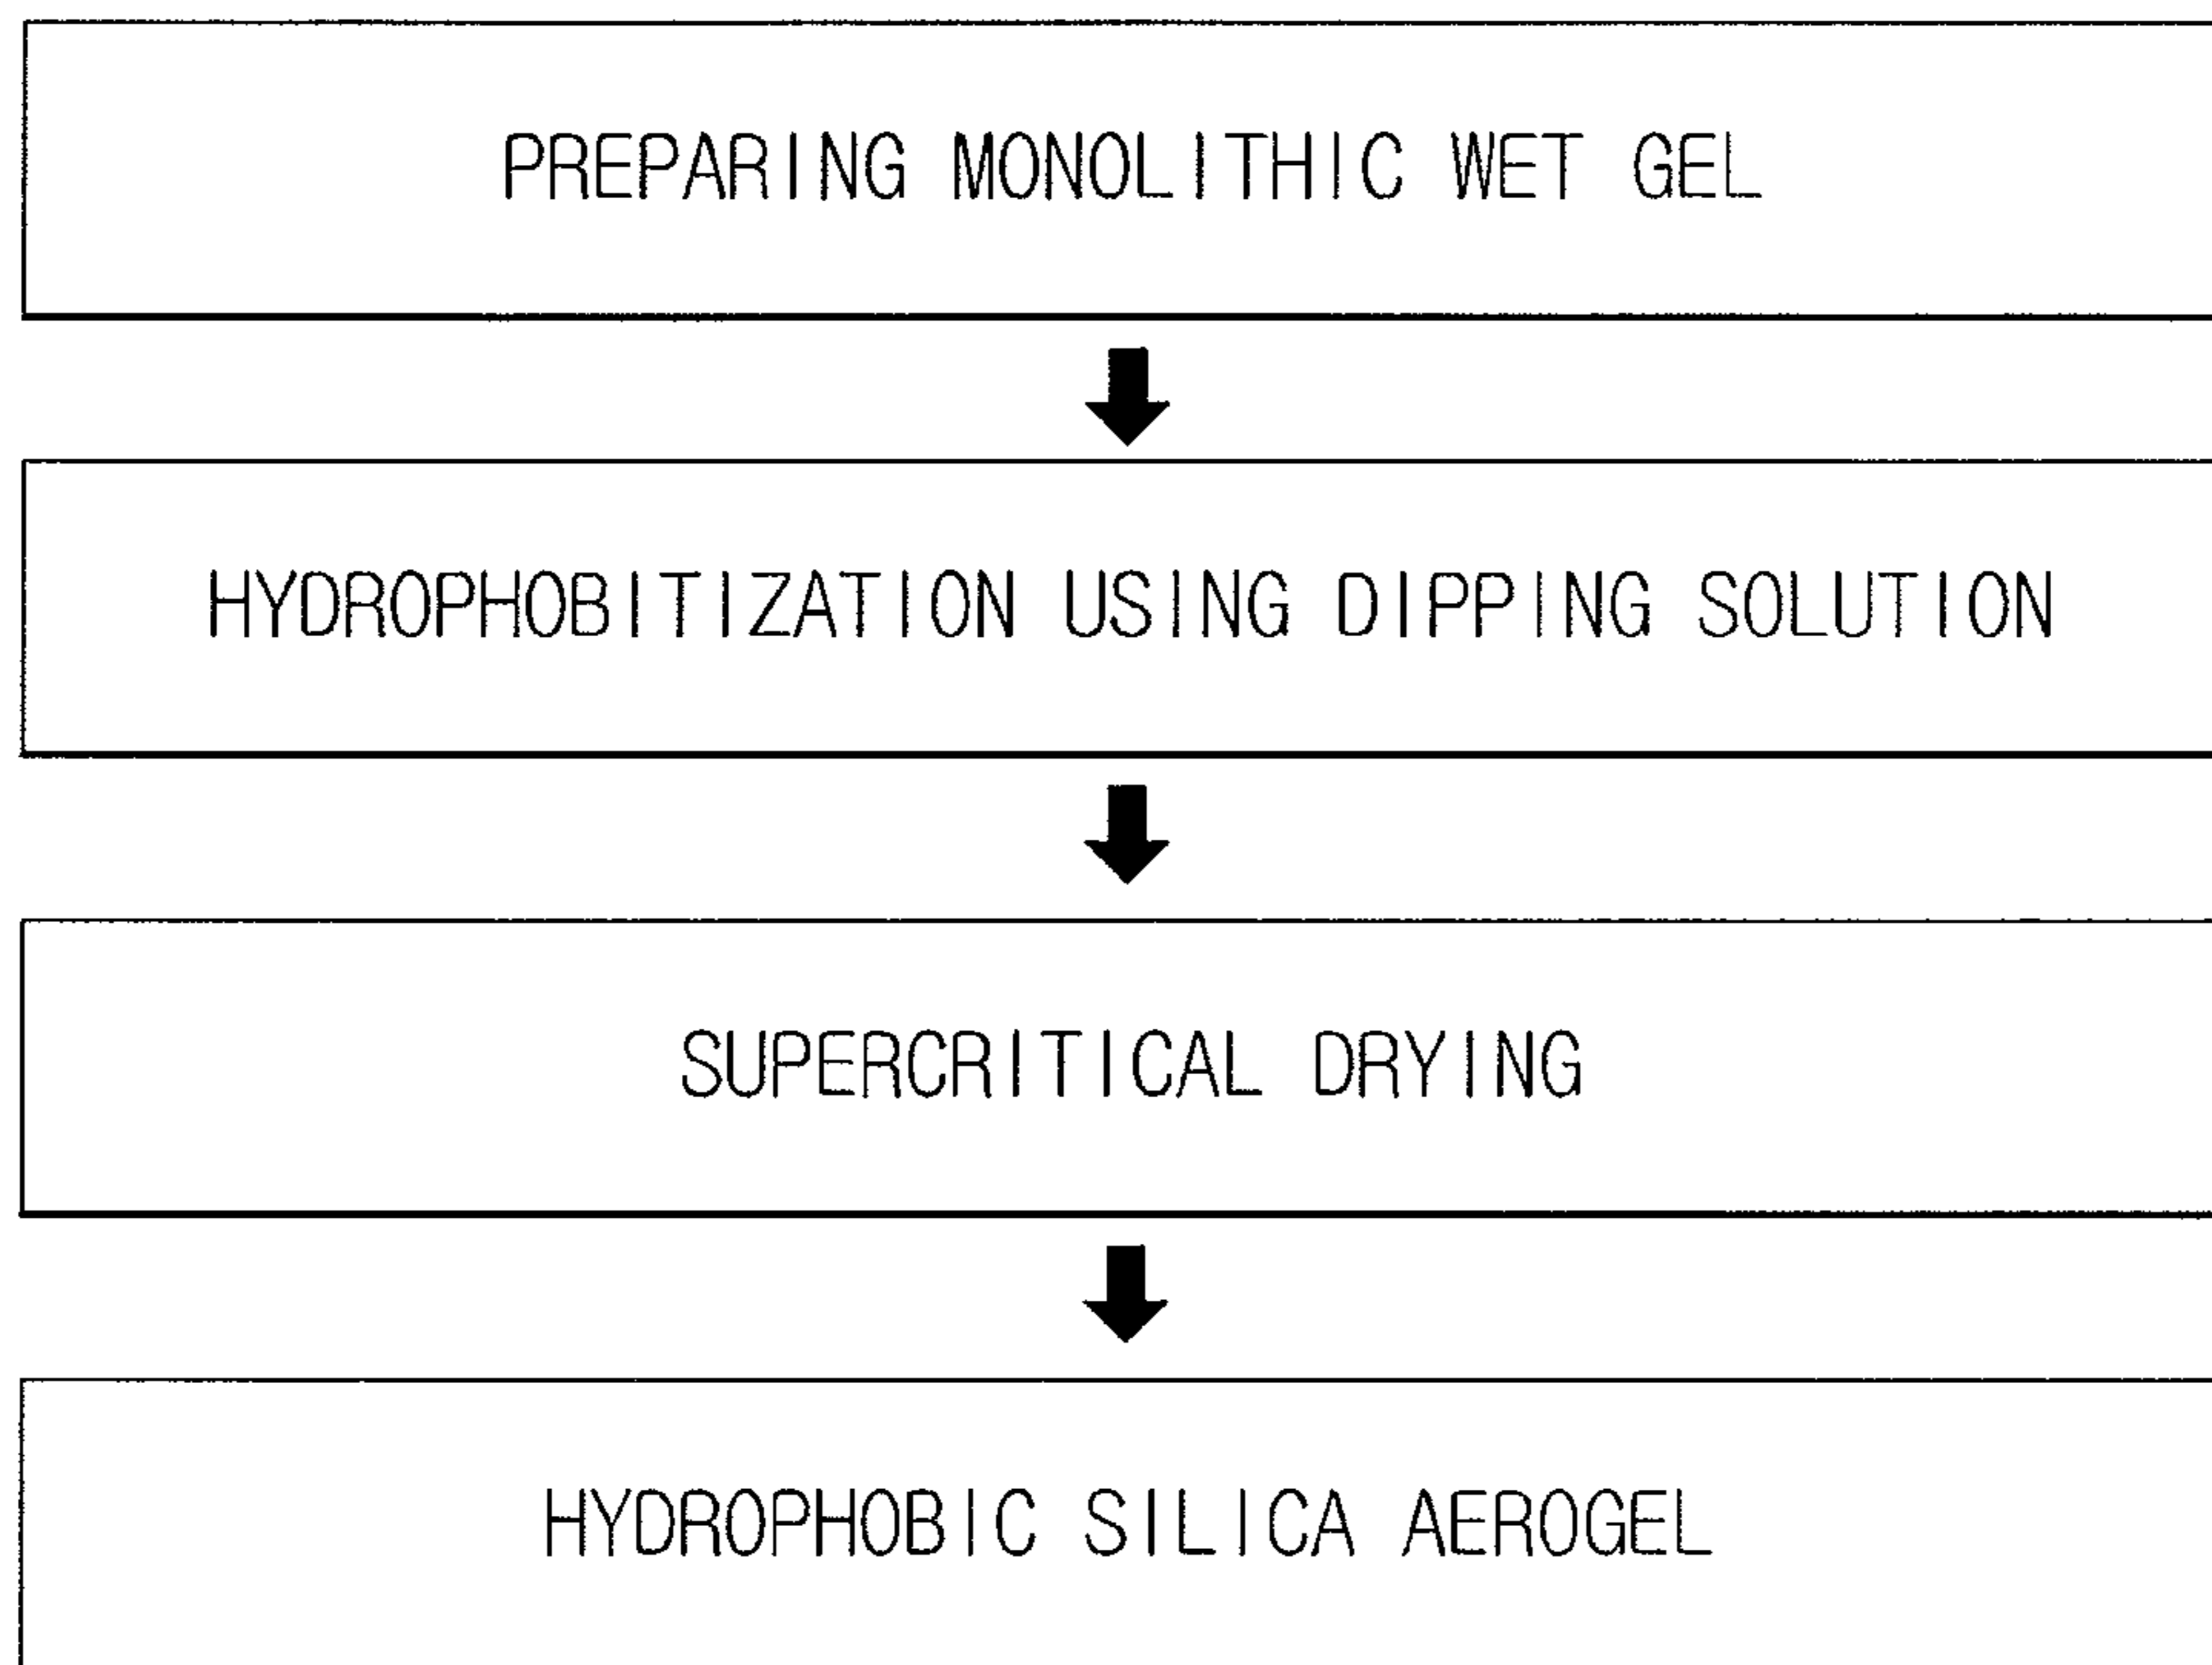 PREPARING MONOLITHIC WET GEL
HYDROPHOBITIZATION USING DIPPING SOLUTION
SUPERCRITICAL DRYING
HYDROPHOBIC SILICA AEROGEL